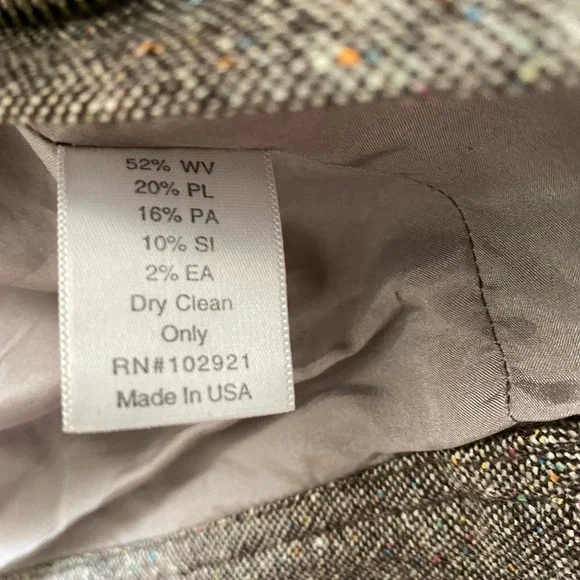 52% WV
20% PL
16% PA
10% SI
2% EA
Dry Clean
Only
RN#102921
Made In USA